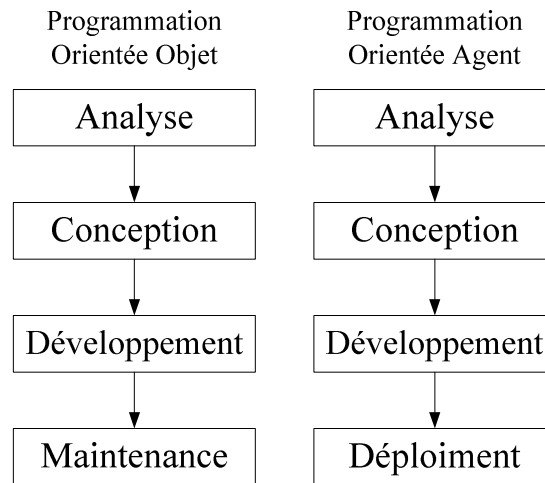 Programmation
Orientée Objet
Analyse
Conception
Développement
Maintenance
Programmation
Orientée Agent
Analyse
Conception
Développement
Déploiment